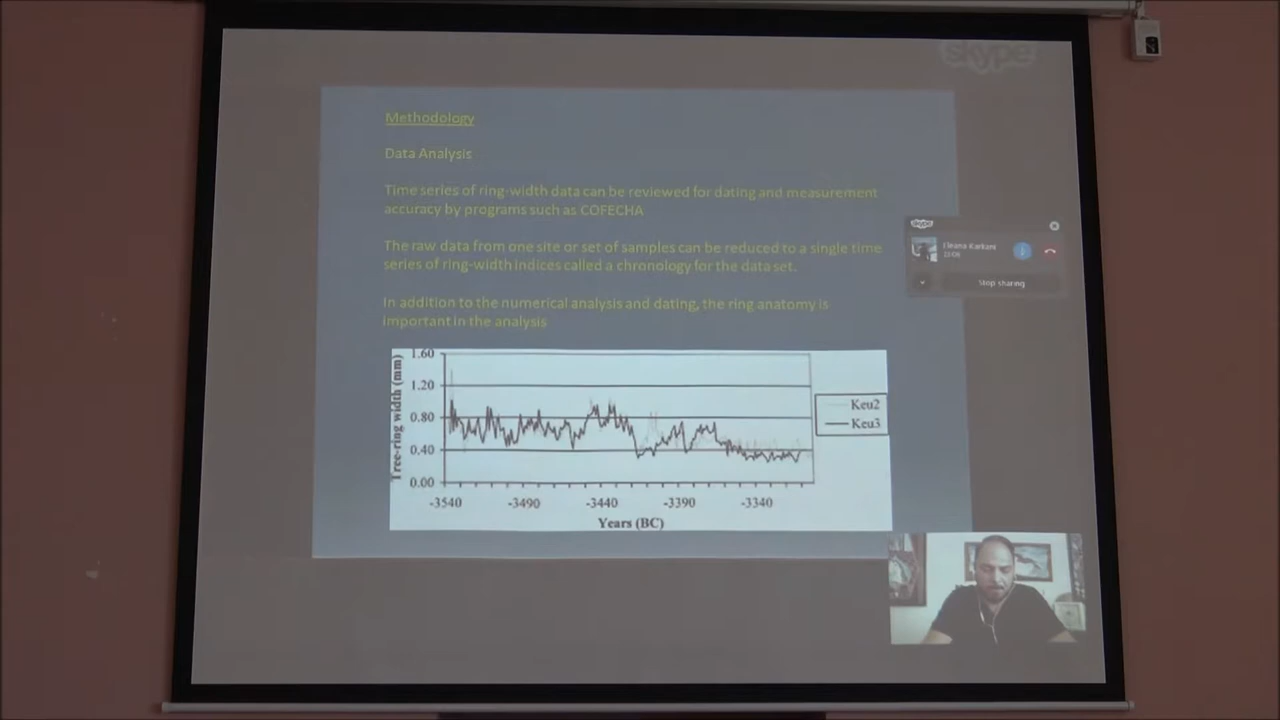 skype
Methodology
Data Analysis
Time series of ring-width data can be reviewed for dating and measurement
accuracy by programs such as COFECHA
The raw data from one site or set of samples can be reduced to a single time
series of ring-width indices called a chronology for the data set.
In addition to the numerical analysis and dating, the ring anatomy is
important in the analysis
skype
Eleana Karkani
Stop sharing
Tree-ring width (mm)
1.60
1.20
0.80
0.40
0.00
-3540 -3490 -3440 -3390 -3340
Years (BC)
Keu2
Keu3